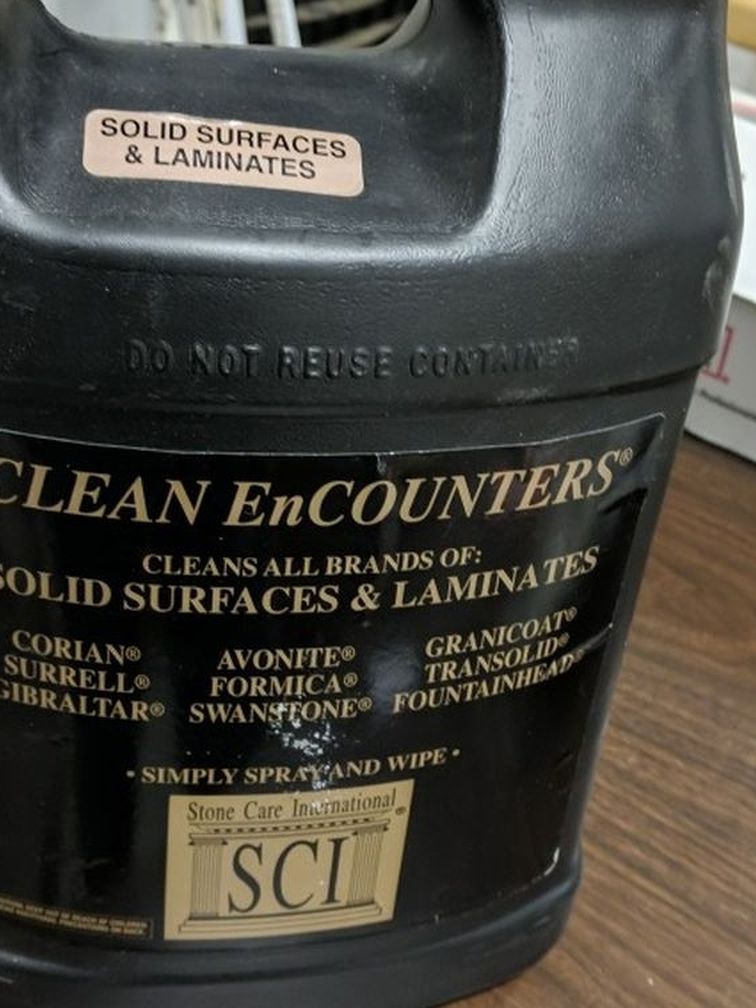 SOLID SURFACES
& LAMINATES
DO NOT REUSE CONTAINER
CLEAN EnCOUNTERS®
CLEANS ALL BRANDS OF:
SOLID SURFACES & LAMINATES
CORIAN® AVONITE® GRANICOAT®
SURRELL® FORMICA® TRANSOLID®
GIBRALTAR® SWANSTONE® FOUNTAINHEAD®
• SIMPLY SPRAY AND WIPE •
Stone Care International®
SCI